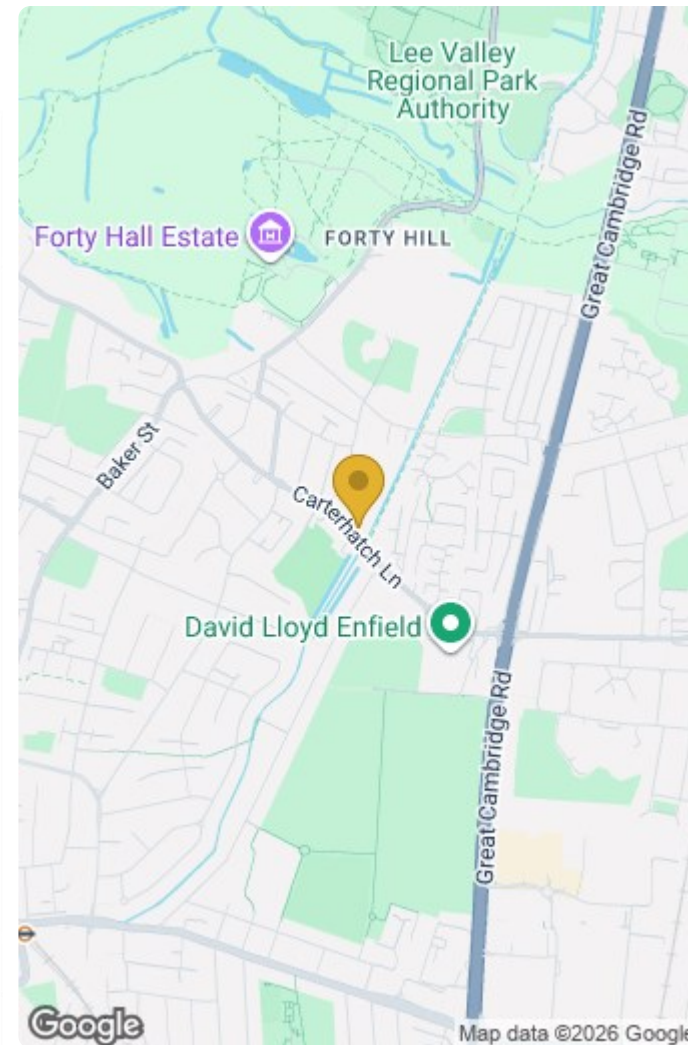 Lee Valley
Regional Park
Authority
Great Cambridge Rd
Forty Hall Estate
FORTY HILL
Baker St
Carterhatch Ln
David Lloyd Enfield
Great Cambridge Rd
Google
Map data ©2026 Google